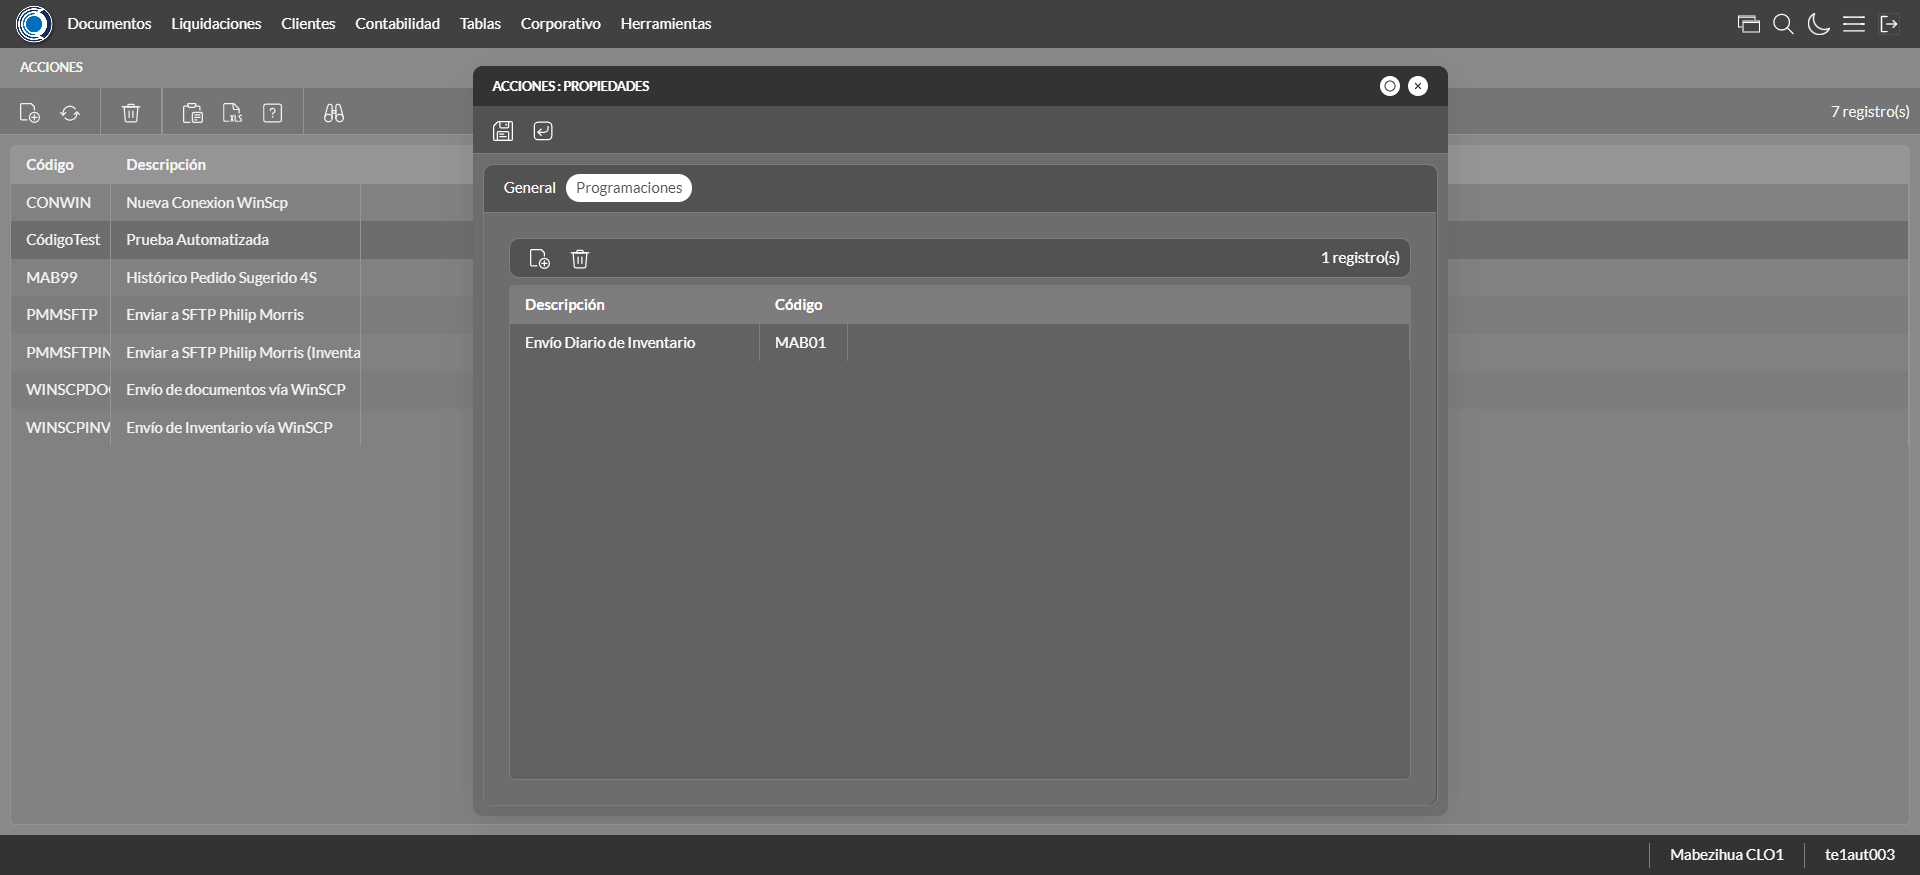 Documentos Liquidaciones Clientes Contabilidad Tablas Corporativo Herramientas
ACCIONES
XLS
?
7 registro(s)
Código Descripción
CONWIN Nueva Conexion WinScp
CódigoTest Prueba Automatizada
MAB99 Histórico Pedido Sugerido 4S
PMMSFTP Enviar a SFTP Philip Morris
PMMSFTPIN Enviar a SFTP Philip Morris (Inventa
WINSCPDO Envío de documentos vía WinSCP
WINSCPINV Envío de Inventario vía WinSCP
ACCIONES : PROPIEDADES
General Programaciones
1 registro(s)
Descripción Código
Envío Diario de Inventario MAB01
Mabezihua CLO1 te1aut003